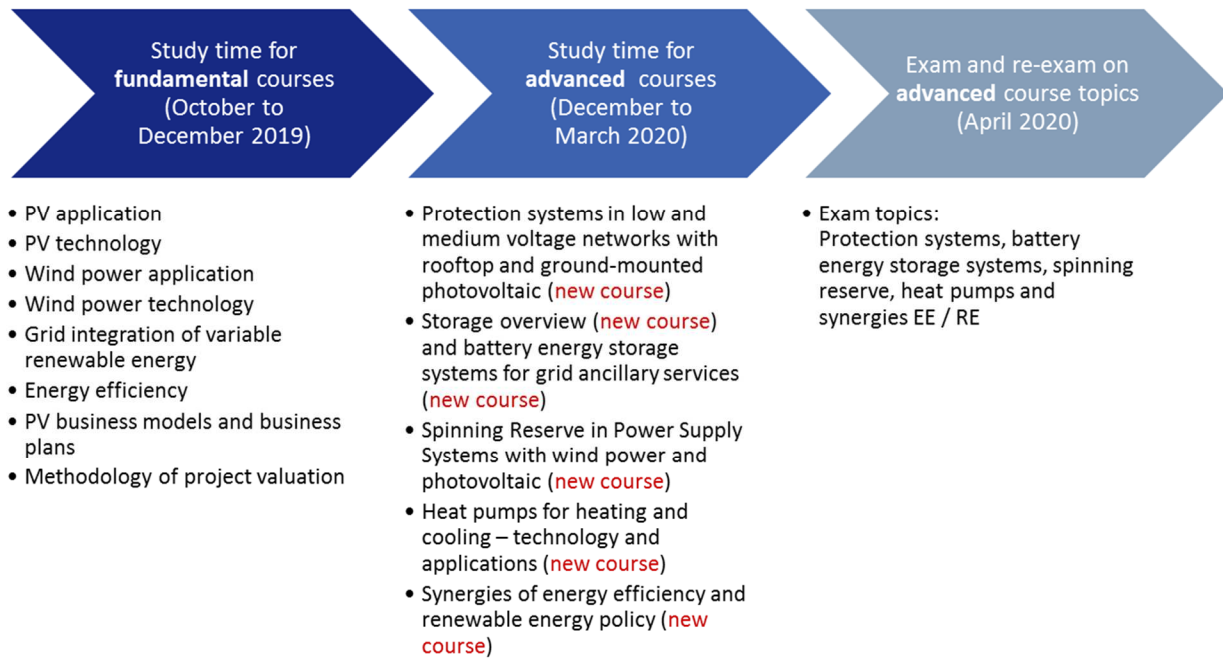 Study time for
fundamental courses
(October to
December 2019)
• PV application
• PV technology
• Wind power application
• Wind power technology
• Grid integration of variable
renewable energy
• Energy efficiency
• PV business models and business
plans
• Methodology of project valuation
Study time for
advanced courses
(December to
March 2020)
• Protection systems in low and
medium voltage networks with
rooftop and ground-mounted
photovoltaic (new course)
• Storage overview (new course)
and battery energy storage
systems for grid ancillary services
(new course)
• Spinning Reserve in Power Supply
Systems with wind power and
photovoltaic (new course)
• Heat pumps for heating and
cooling – technology and
applications (new course)
• Synergies of energy efficiency and
renewable energy policy (new
course)
Exam and re-exam on
advanced course topics
(April 2020)
• Exam topics:
Protection systems, battery
energy storage systems, spinning
reserve, heat pumps and
synergies EE / RE